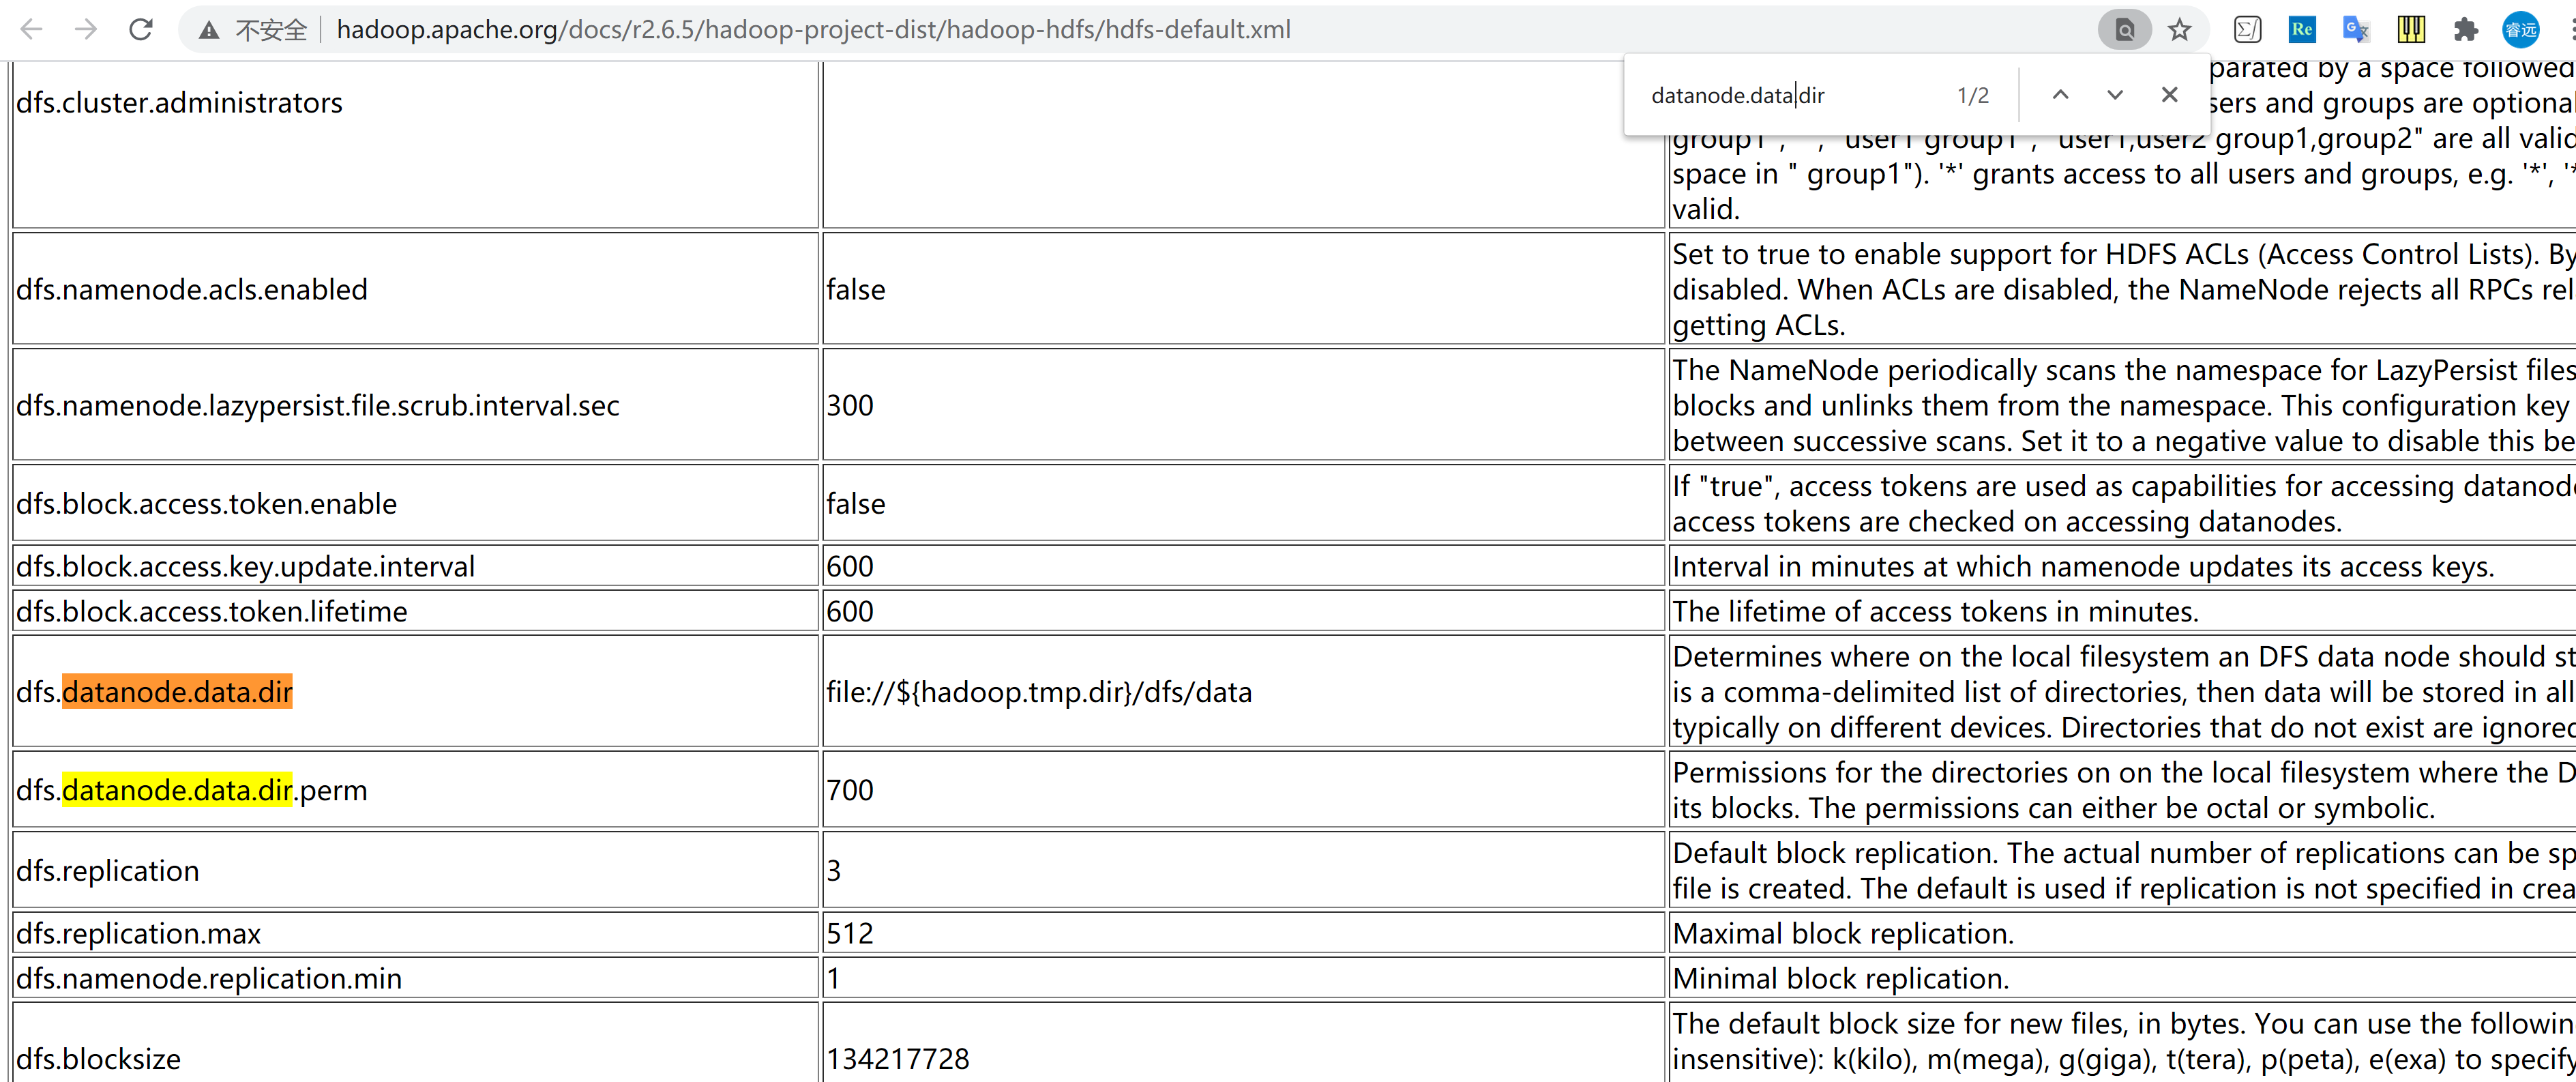 不安全 hadoop.apache.org/docs/r2.6.5/hadoop-project-dist/hadoop-hdfs/hdfs-default.xml
Re
G
睿远
datanode.data.dir 1/2
dfs.cluster.administrators
parated by a space followed
sers and groups are optional
group1", "", "user1 group1", "user1,user2 group1,group2" are all valid
space in " group1"). '*' grants access to all users and groups, e.g. '*', '*
valid.
dfs.namenode.acls.enabled
false
Set to true to enable support for HDFS ACLs (Access Control Lists). By
disabled. When ACLs are disabled, the NameNode rejects all RPCs rel
getting ACLs.
dfs.namenode.lazypersist.file.scrub.interval.sec
300
The NameNode periodically scans the namespace for LazyPersist files
blocks and unlinks them from the namespace. This configuration key
between successive scans. Set it to a negative value to disable this be
dfs.block.access.token.enable
false
If "true", access tokens are used as capabilities for accessing datanode
access tokens are checked on accessing datanodes.
dfs.block.access.key.update.interval
600
Interval in minutes at which namenode updates its access keys.
dfs.block.access.token.lifetime
600
The lifetime of access tokens in minutes.
dfs.datanode.data.dir
file://${hadoop.tmp.dir}/dfs/data
Determines where on the local filesystem an DFS data node should st
is a comma-delimited list of directories, then data will be stored in all
typically on different devices. Directories that do not exist are ignored
dfs.datanode.data.dir.perm
700
Permissions for the directories on on the local filesystem where the D
its blocks. The permissions can either be octal or symbolic.
dfs.replication
3
Default block replication. The actual number of replications can be sp
file is created. The default is used if replication is not specified in crea
dfs.replication.max
512
Maximal block replication.
dfs.namenode.replication.min
1
Minimal block replication.
dfs.blocksize
134217728
The default block size for new files, in bytes. You can use the followin
insensitive): k(kilo), m(mega), g(giga), t(tera), p(peta), e(exa) to specify